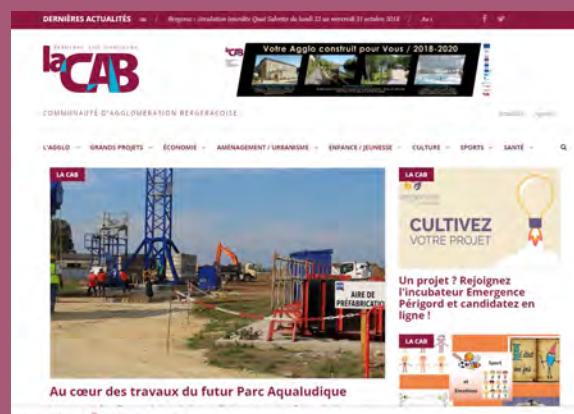 DERNIÈRES ACTUALITÉS
Bergerac : circulation interdite Quai Salvette du lundi 22 au mercredi 31 octobre 2018
laCAB
Votre Agglo construit pour Vous / 2018-2020
COMMUNAUTÉ D'AGGLOMÉRATION BERGERACOISE
L'AGGLO
GRANDS PROJETS
ÉCONOMIE
AMÉNAGEMENT / URBANISME
ENFANCE / JEUNESSE
CULTURE
SPORTS
SANTÉ
LA CAB
AIRE DE
PRÉFABRICATION
Au cœur des travaux du futur Parc Aqualudique
LA CAB
CULTIVEZ
VOTRE PROJET
Un projet ? Rejoignez
l'incubateur Emergence
Périgord et candidatez en
ligne !
LA CAB
Sport
et